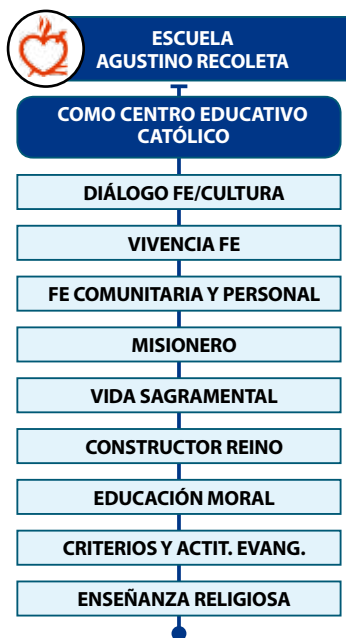 ESCUELA
AGUSTINO RECOLETA
COMO CENTRO EDUCATIVO
CATÓLICO
DIÁLOGO FE/CULTURA
VIVENCIA FE
FE COMUNITARIA Y PERSONAL
MISIONERO
VIDA SAGRAMENTAL
CONSTRUCTOR REINO
EDUCACIÓN MORAL
CRITERIOS Y ACTIT. EVANG.
ENSEÑANZA RELIGIOSA